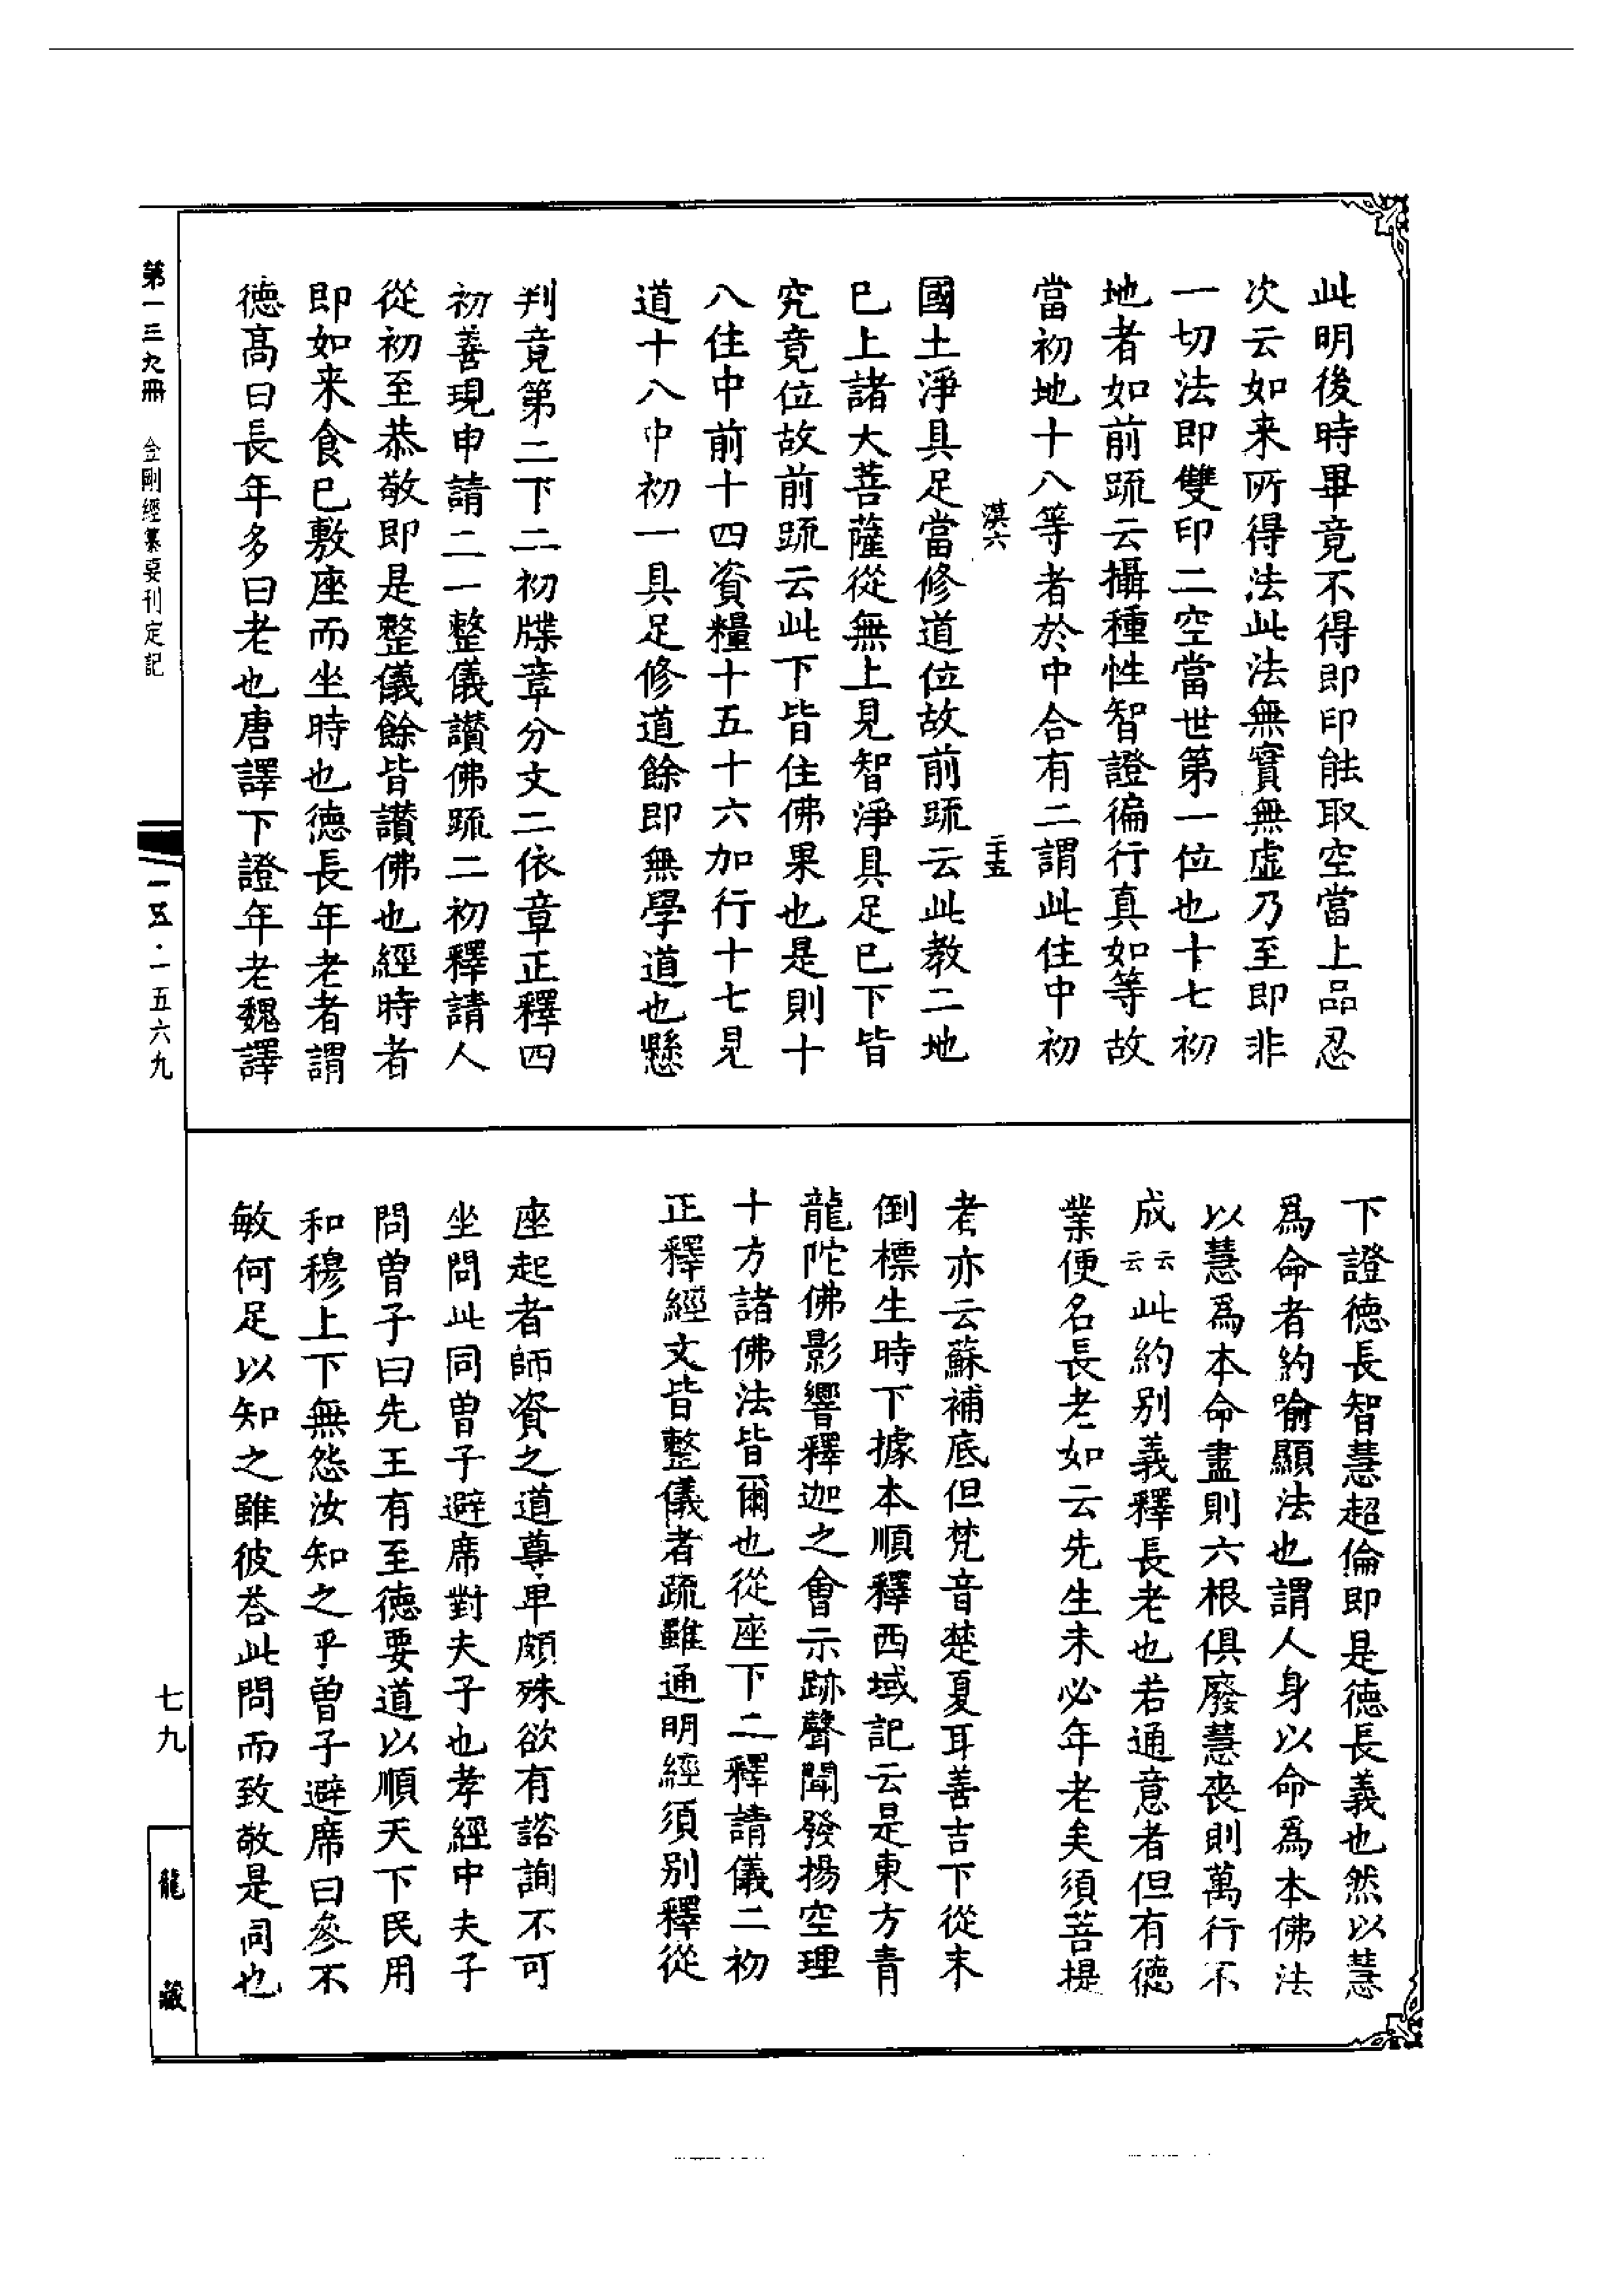 此明後時畢竟不得即印能取空當上品忍
次云如来所得法此法無實無虛乃至即非
一切法即雙印二空當世第一位也十七初
地者如前疏云攝種性智證徧行真如等故
當初地十八等者於中合有二謂此住中初
漠六
國土淨具足當修道位故前疏云此教二地
已上諸大菩薩從無上見智淨具足已下皆
究竟位故前疏云此下皆住佛果也是則十
八住中前十四資糧十五十六加行十七見
道十八中初一具足修道餘即無學道也懸
判竟第二下二初牒章分文二依章正釋四
初善現申請二一整儀讚佛疏二初釋請人
從初至恭敬即是整儀餘皆讚佛也經時者
即如来食已敷座而坐時也德長年老者謂
德高曰長年多曰老也唐譯下證年老魏譯
下證德長智慧超倫即是德長義也然以慧
爲命者約喻顯法也謂人身以命爲本佛法
以慧爲本命盡則六根俱廢慧喪則萬行不
成云云此約別義釋長老也若通意者但有德
業便名長老如云先生未必年老矣須菩提
者亦云蘇補底但梵音楚夏耳善吉下從末
倒標生時下據本順釋西域記云是東方青
龍陀佛影響釋迦之會示跡聲聞發揚空理
十方諸佛法皆爾也從座下二釋請儀二初
正釋經文皆整儀者疏雖通明經須別釋從
座起者師資之道尊卑頗殊欲有諮詢不可
坐問此同曾子避席對夫子也孝經中夫子
問曾子曰先王有至德要道以順天下民用
和穆上下無怨汝知之乎曾子避席曰參不
敏何足以知之雖彼荅此問而致敬是同也
第一三九冊　金剛經纂要刊定記
一五·一五六九
七九
龍藏